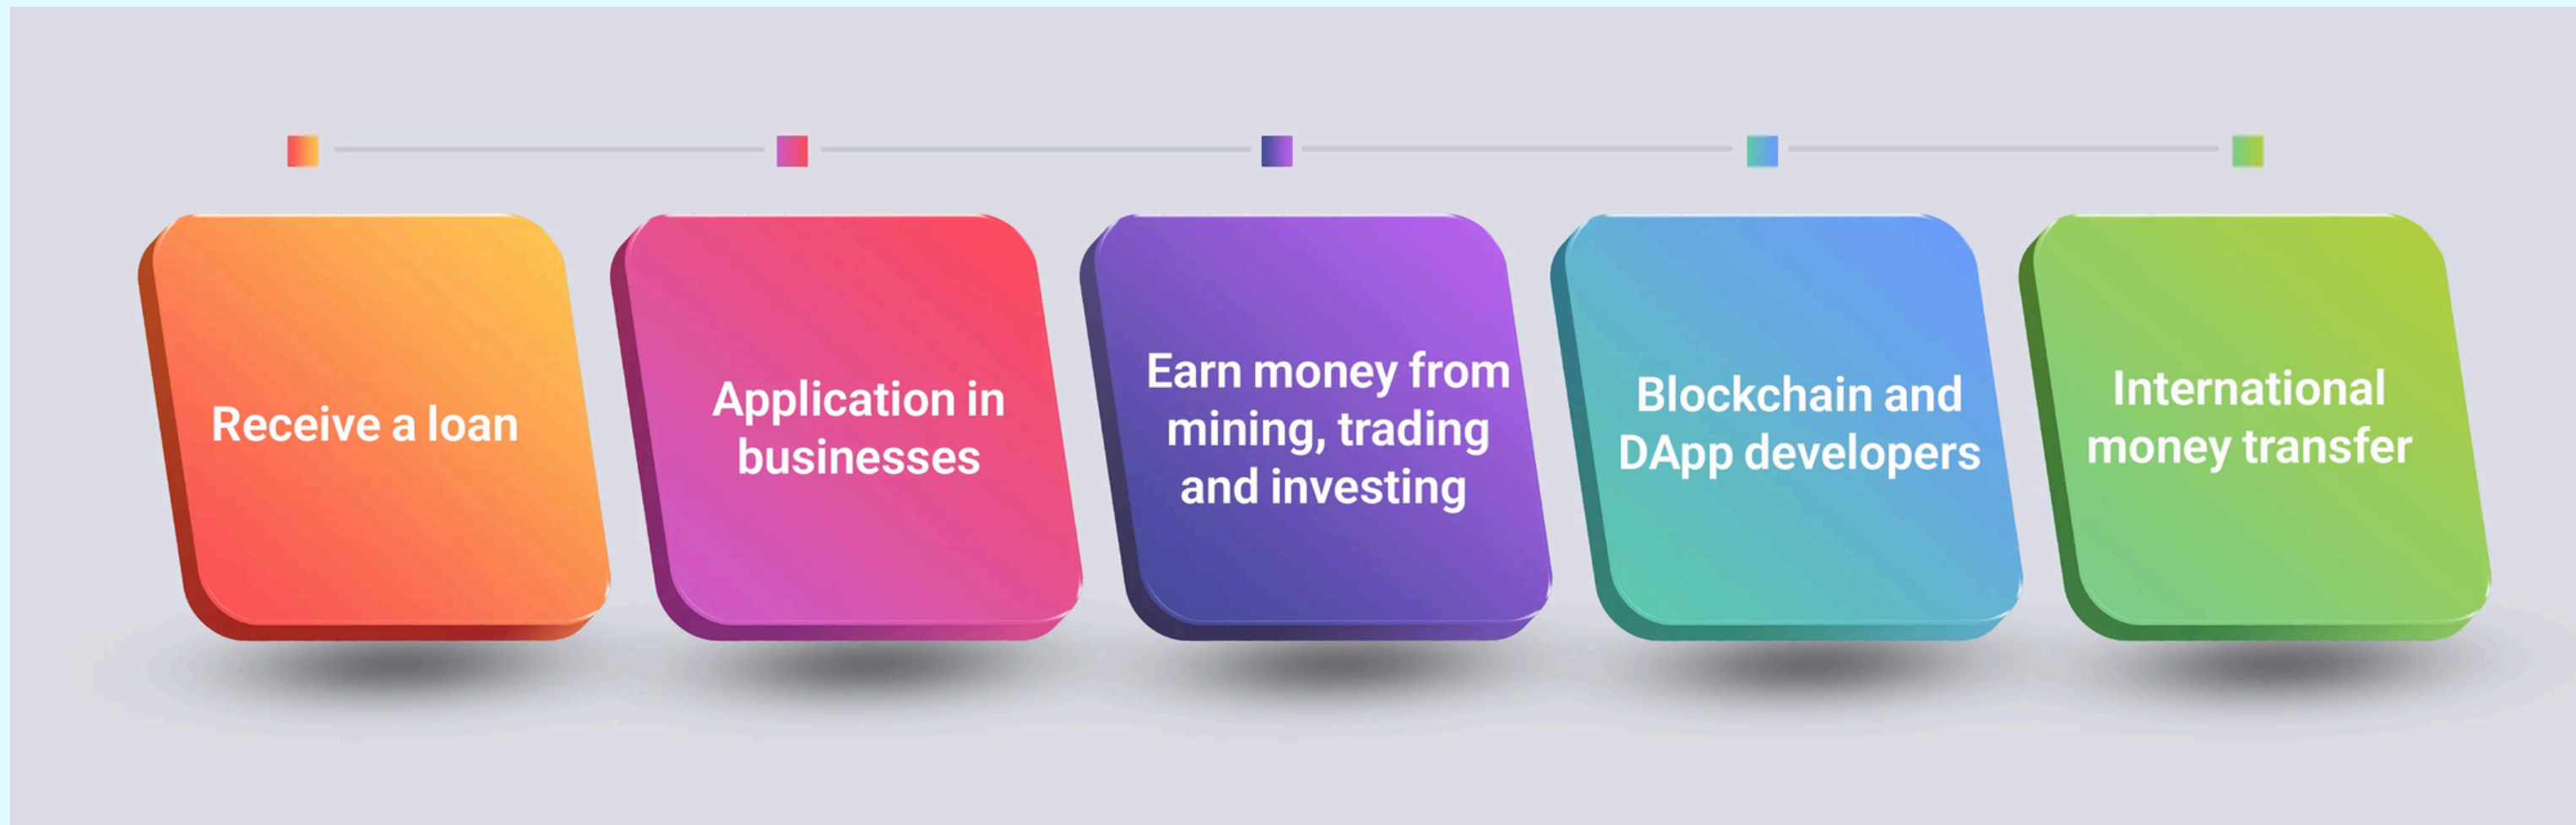 Receive a loan
Application in
businesses
Earn money from
mining, trading
and investing
Blockchain and
DApp developers
International
money transfer